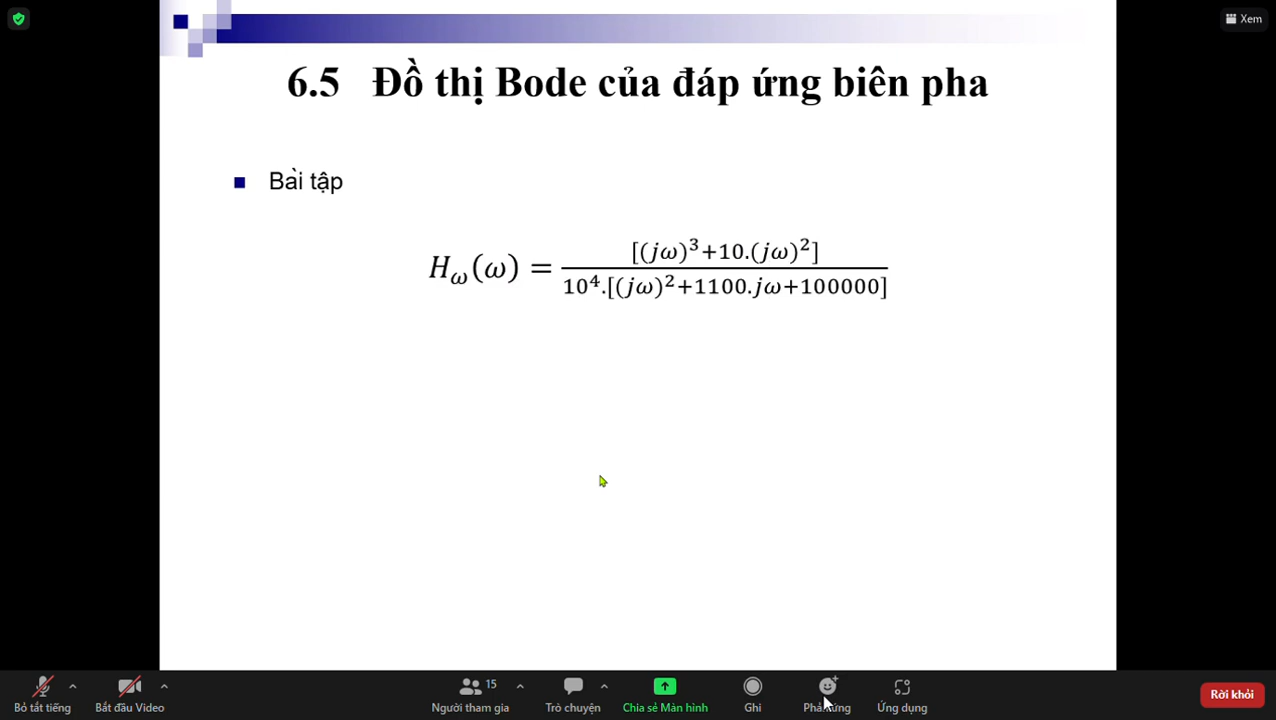 Xem
6.5 Đồ thị Bode của đáp ứng biên pha
Bài tập
H_ω(ω) = [(jω)³+10.(jω)²] / 10⁴.[(jω)²+1100.jω+100000]
15
Bỏ tắt tiếng Bắt đầu Video Người tham gia Trò chuyện Chia sẻ Màn hình Ghi Phản ứng Ứng dụng Rời khỏi